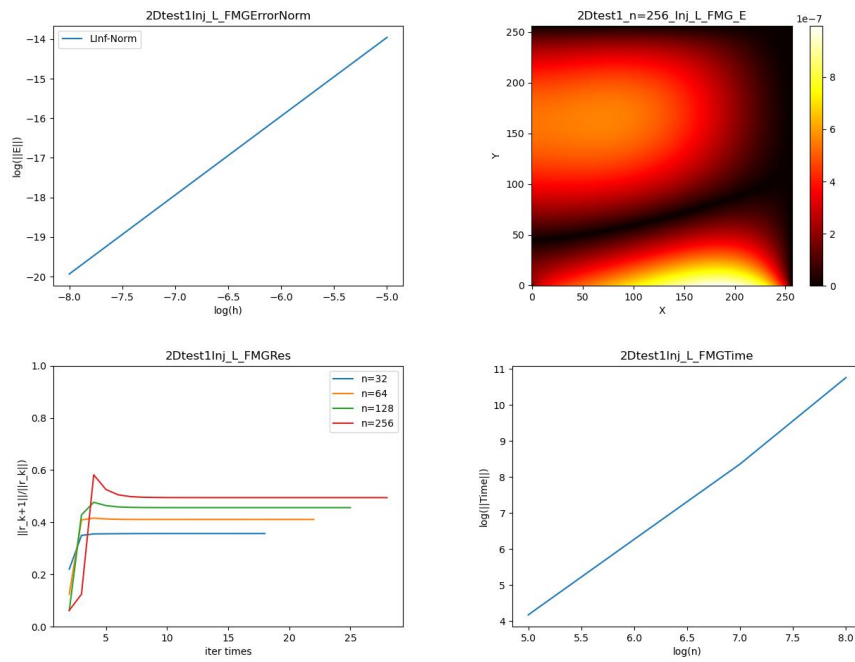 2Dtest1Inj_L_FMGErrorNorm
LInf-Norm
log(||E||)
−14
−15
−16
−17
−18
−19
−20
−8.0 −7.5 −7.0 −6.5 −6.0 −5.5 −5.0
log(h)
2Dtest1_n=256_Inj_L_FMG_E
1e−7
Y
250
200
150
100
50
0
0 50 100 150 200 250
X
8
6
4
2
0
2Dtest1Inj_L_FMGRes
n=32
n=64
n=128
n=256
||r_k+1||/||r_k||
1.0
0.8
0.6
0.4
0.2
0.0
5 10 15 20 25
iter times
2Dtest1Inj_L_FMGTime
log(||Time||)
11
10
9
8
7
6
5
4
5.0 5.5 6.0 6.5 7.0 7.5 8.0
log(n)